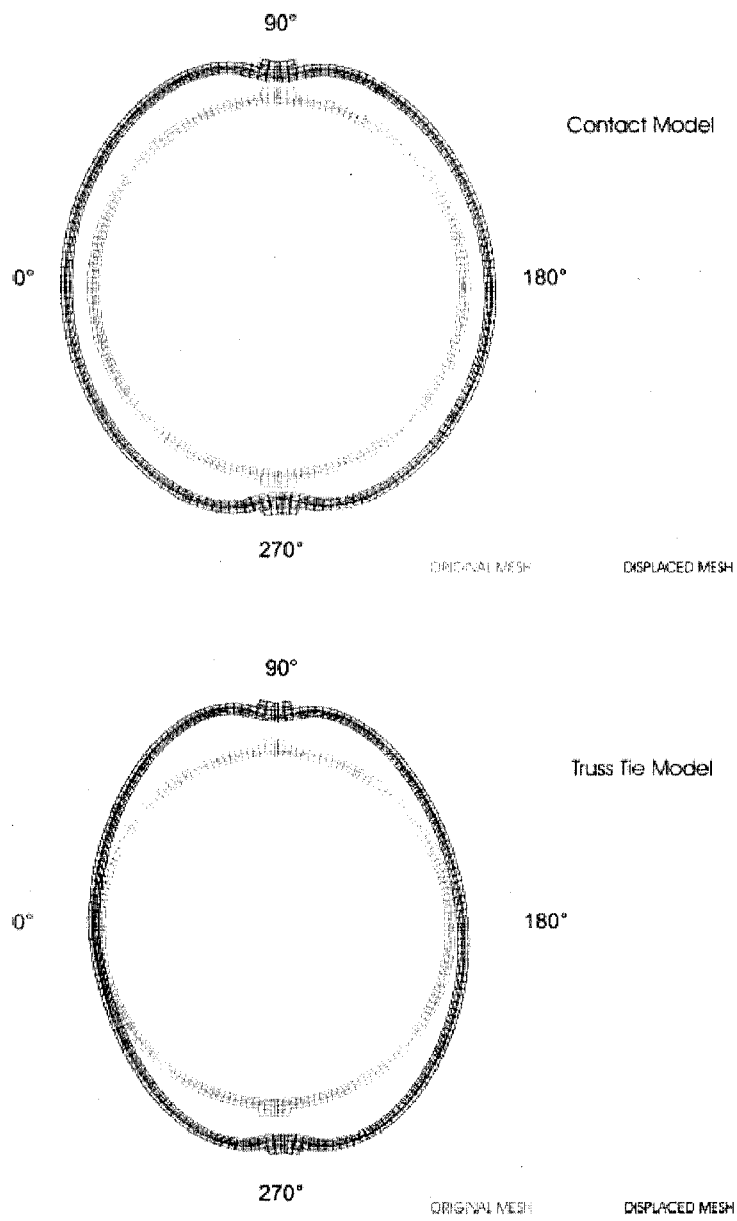 90°
Contact Model
0°
180°
270°
ORIGINAL MESH DISPLACED MESH
90°
Truss Tie Model
0°
180°
270°
ORIGINAL MESH DISPLACED MESH